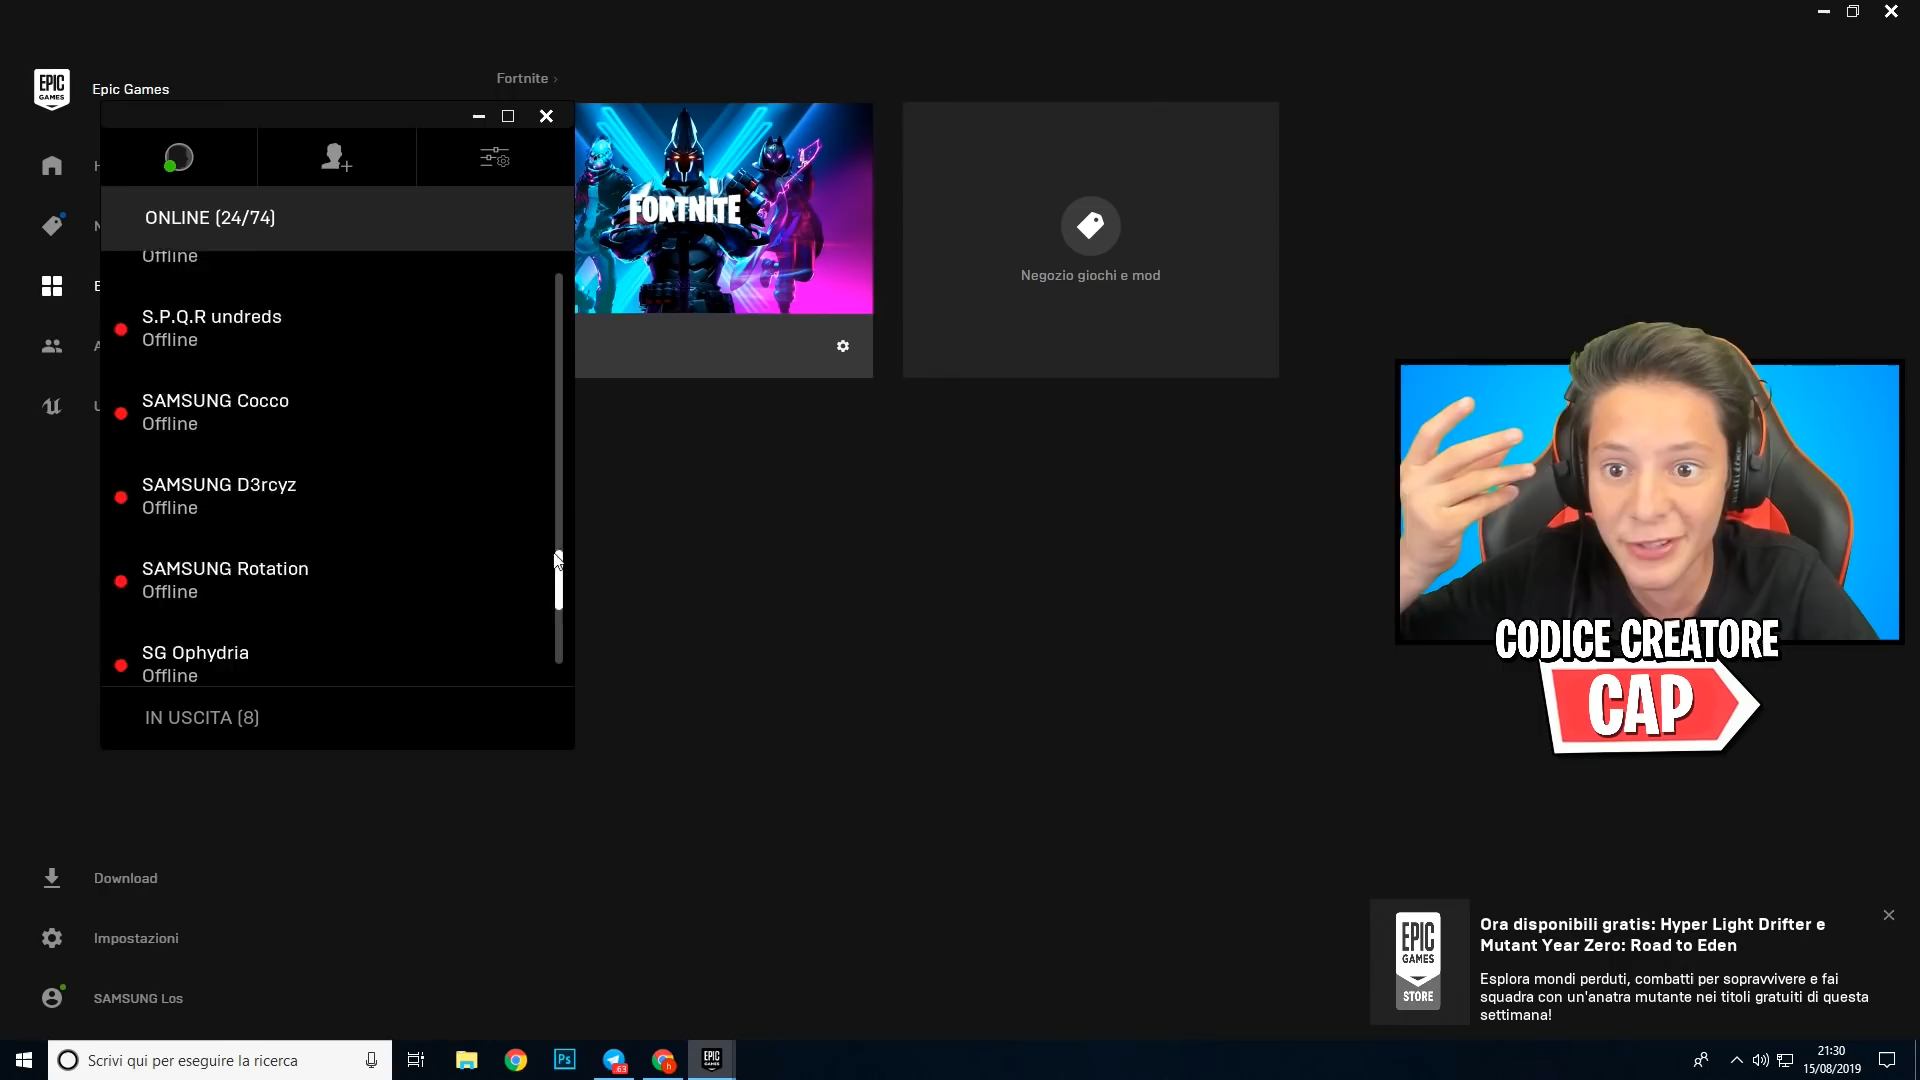 EPIC
GAMES
Epic Games
Fortnite ›
H
N
E
A
U
ONLINE (24/74)
Offline
S.P.Q.R undreds
Offline
SAMSUNG Cocco
Offline
SAMSUNG D3rcyz
Offline
SAMSUNG Rotation
Offline
SG Ophydria
Offline
IN USCITA (8)
FORTNITE
Negozio giochi e mod
CODICE CREATORE
CAP
Download
Impostazioni
SAMSUNG Los
EPIC
GAMES
STORE
Ora disponibili gratis: Hyper Light Drifter e
Mutant Year Zero: Road to Eden
Esplora mondi perduti, combatti per sopravvivere e fai
squadra con un'anatra mutante nei titoli gratuiti di questa
settimana!
Scrivi qui per eseguire la ricerca
Ps
63
h
EPIC
GAMES
21:30
15/08/2019